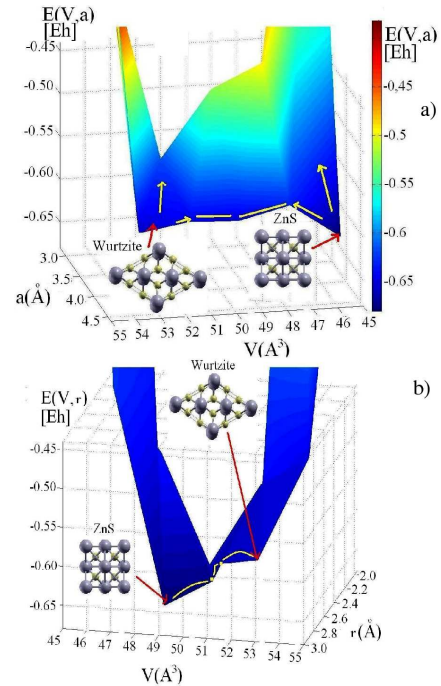 E(V,a)
[Eh]
-0.45
-0.50
-0.55
-0.60
-0.65
3.0
3.5
4.0
4.5
a(Å)
55 54 53 52 51 50 49 48 47 46 45
V(A³)
Wurtzite
ZnS
E(V,a)
[Eh]
-0.45
-0.5
-0.55
-0.6
-0.65
a)
E(V,r)
[Eh]
-0.45
-0.50
-0.55
-0.60
-0.65
Wurtzite
ZnS
b)
45 46 47 48 49 50 51 52 53 54 55
V(A³)
2.0
2.2
2.4
2.6
2.8
3.0
r(Å)